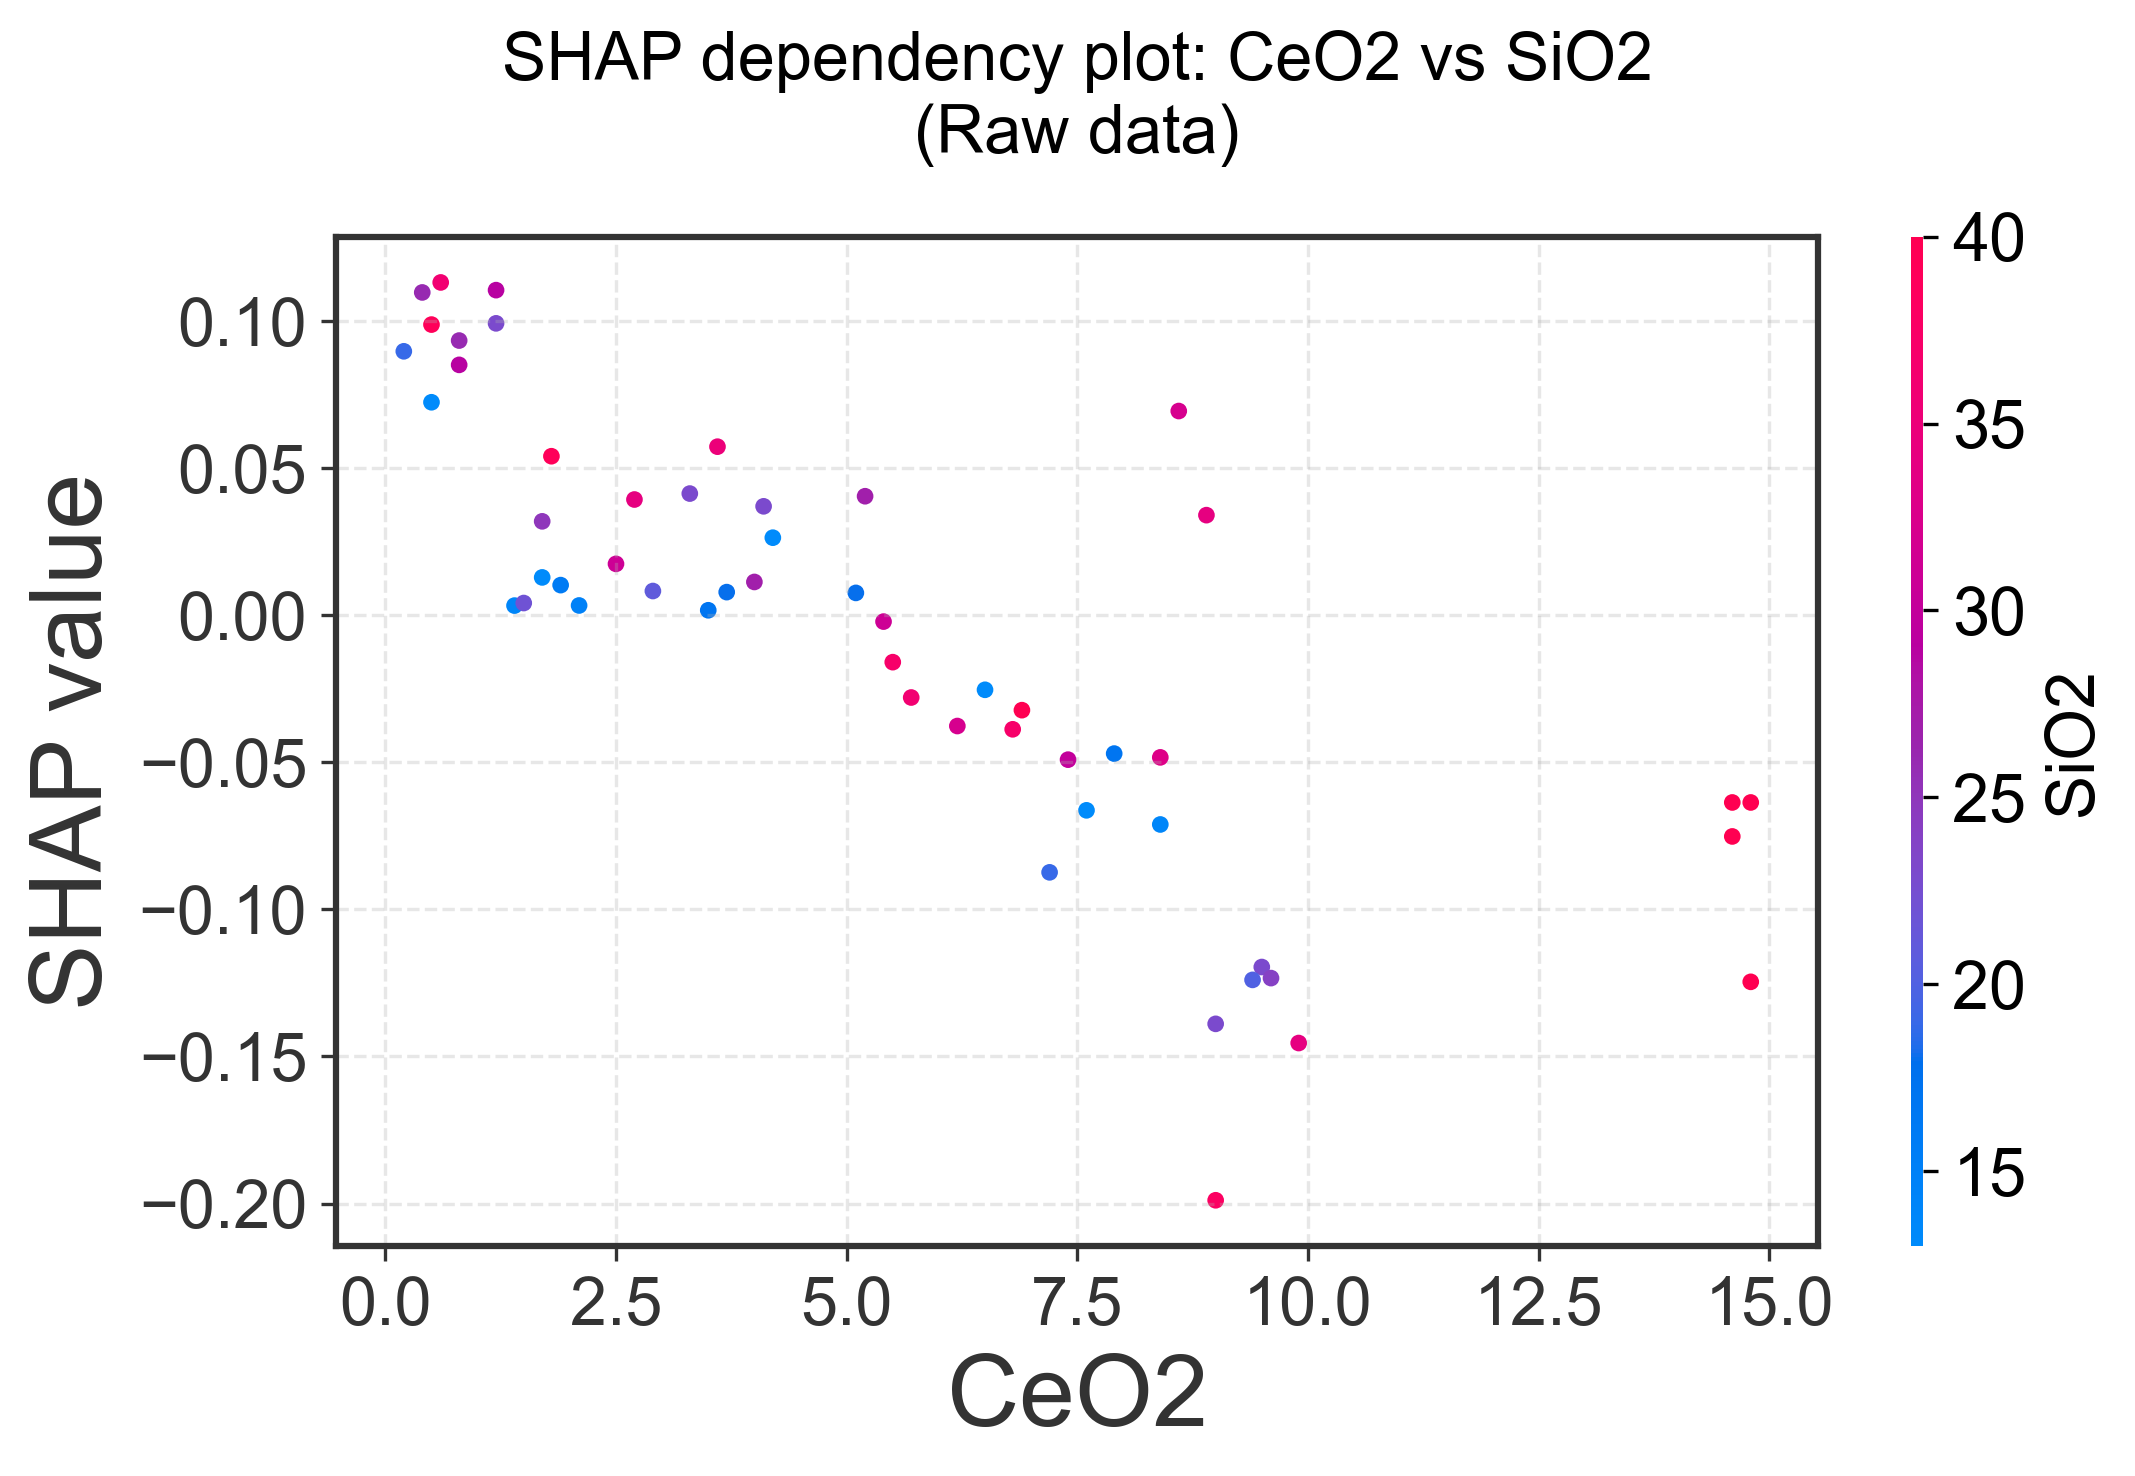 SHAP dependency plot: CeO2 vs SiO2
(Raw data)
SHAP value
0.10
0.05
0.00
−0.05
−0.10
−0.15
−0.20
0.0 2.5 5.0 7.5 10.0 12.5 15.0
CeO2
40
35
30
25
20
15
SiO2